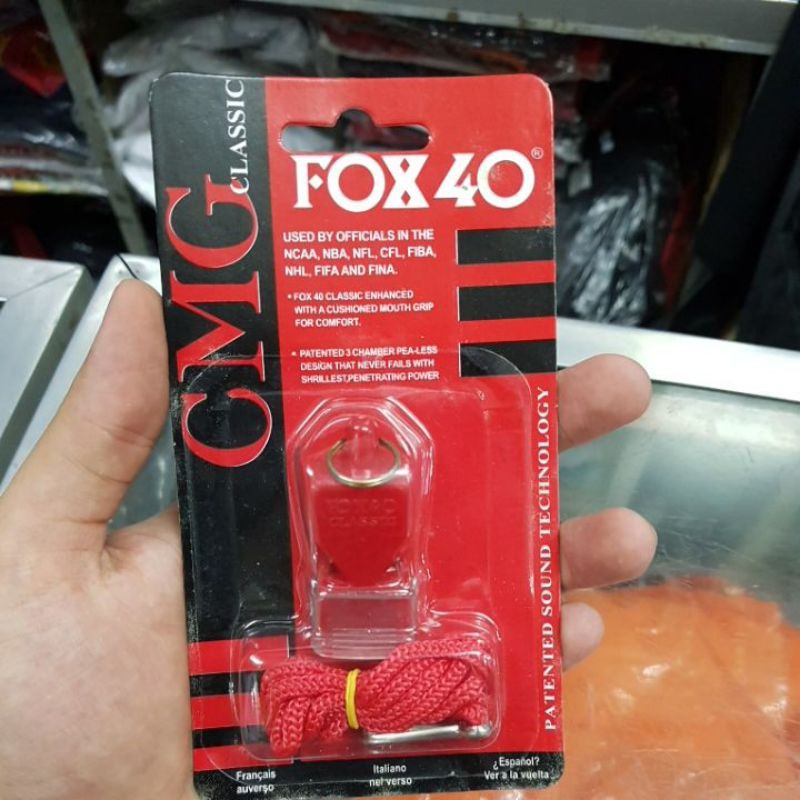 CMG
CLASSIC
FOX 40®
USED BY OFFICIALS IN THE
NCAA, NBA, NFL, CFL, FIBA,
NHL, FIFA AND FINA.
• FOX 40 CLASSIC ENHANCED
WITH A CUSHIONED MOUTH GRIP
FOR COMFORT.
• PATENTED 3 CHAMBER PEA-LESS
DESIGN THAT NEVER FAILS WITH
SHRILLEST,PENETRATING POWER
FOX 40
CLASSIC
PATENTED SOUND TECHNOLOGY
Français
auverso
Italiano
nel verso
¿Español?
Ver a la vuelta